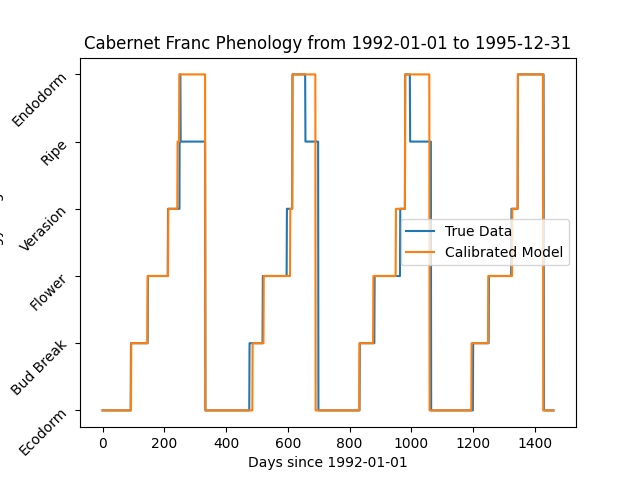 Cabernet Franc Phenology from 1992-01-01 to 1995-12-31
Endodorm
Ripe
Verasion
Flower
Bud Break
Ecodorm
True Data
Calibrated Model
0 200 400 600 800 1000 1200 1400
Days since 1992-01-01